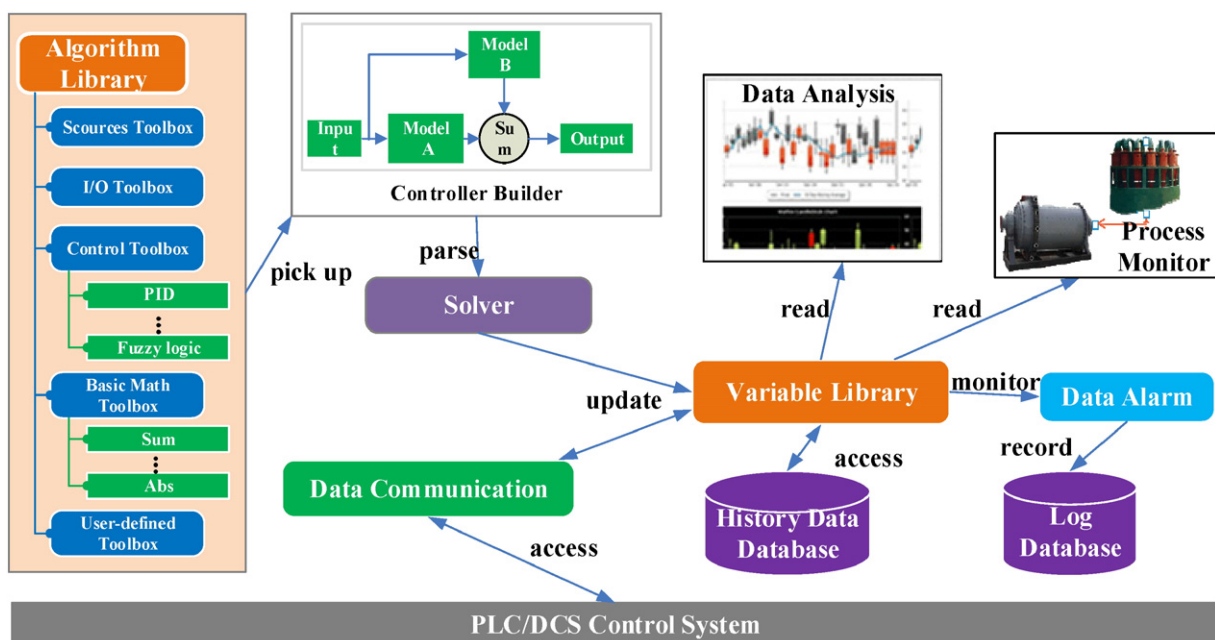 Algorithm
Library
Scources Toolbox
I/O Toolbox
Control Toolbox
PID
Fuzzy logic
Basic Math
Toolbox
Sum
Abs
User-defined
Toolbox
pick up
Model
B
Inpu
t
Model
A
Su
m
Output
Controller Builder
parse
Solver
update
Data Communication
access
Data Analysis
read
Process
Monitor
read
Variable Library
monitor
Data Alarm
access
record
History Data
Database
Log
Database
PLC/DCS Control System